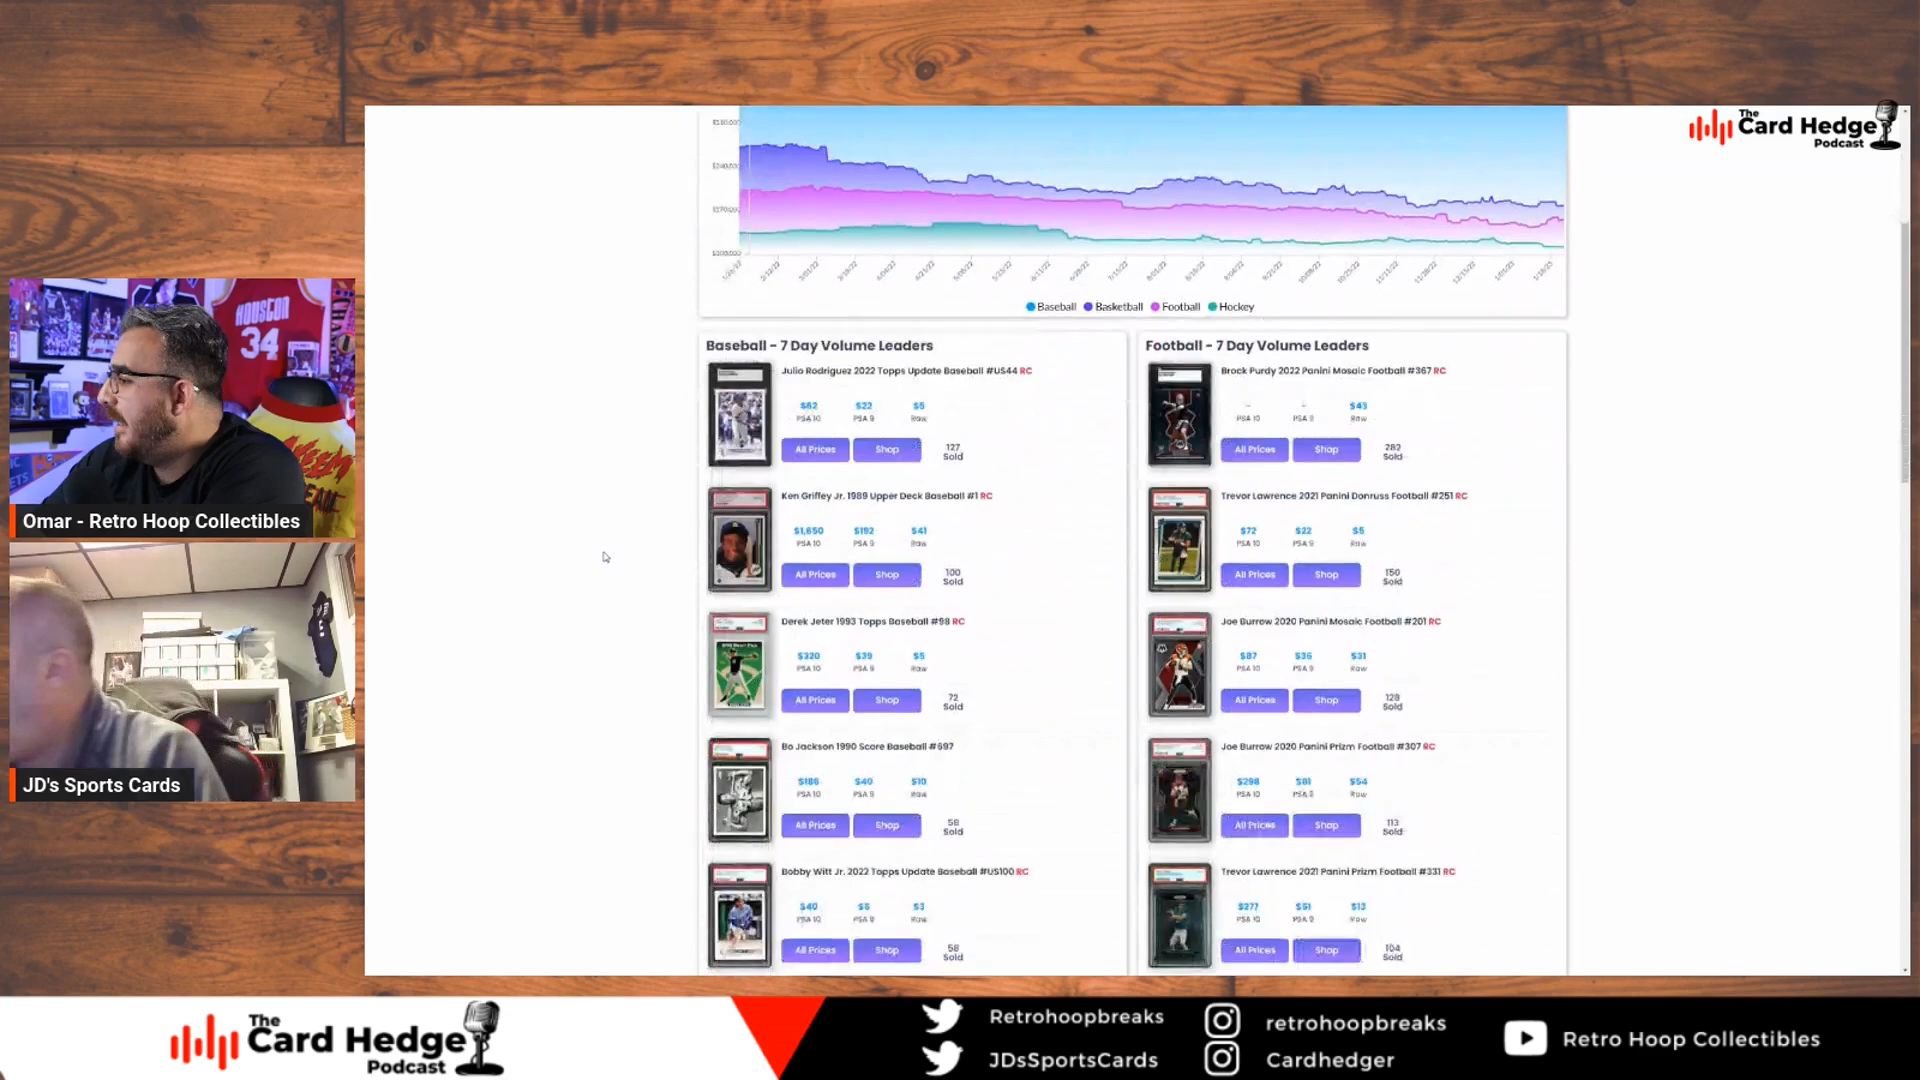 The
Card Hedge
Podcast
$240,000
$170,000
$100,000
1/18/23
Baseball Basketball Football Hockey
HOUSTON
34
Omar - Retro Hoop Collectibles
JD's Sports Cards
Baseball - 7 Day Volume Leaders
Julio Rodriguez 2022 Topps Update Baseball #US44 RC
$62 $22 $5
PSA 10 PSA 9 Raw
All Prices Shop 127 Sold
Ken Griffey Jr. 1989 Upper Deck Baseball #1 RC
$1,650 $192 $41
PSA 10 PSA 9 Raw
All Prices Shop 100 Sold
Derek Jeter 1993 Topps Baseball #98 RC
$320 $39 $5
PSA 10 PSA 9 Raw
All Prices Shop 72 Sold
Bo Jackson 1990 Score Baseball #697
$186 $40 $10
PSA 10 PSA 9 Raw
All Prices Shop 58 Sold
Bobby Witt Jr. 2022 Topps Update Baseball #US100 RC
$40 $6 $3
PSA 10 PSA 9 Raw
All Prices Shop 58 Sold
Football - 7 Day Volume Leaders
Brock Purdy 2022 Panini Mosaic Football #367 RC
- - $43
PSA 10 PSA 9 Raw
All Prices Shop 282 Sold
Trevor Lawrence 2021 Panini Donruss Football #251 RC
$72 $22 $5
PSA 10 PSA 9 Raw
All Prices Shop 150 Sold
Joe Burrow 2020 Panini Mosaic Football #201 RC
$87 $36 $31
PSA 10 PSA 9 Raw
All Prices Shop 128 Sold
Joe Burrow 2020 Panini Prizm Football #307 RC
$298 $81 $54
PSA 10 PSA 9 Raw
All Prices Shop 113 Sold
Trevor Lawrence 2021 Panini Prizm Football #331 RC
$277 $51 $13
PSA 10 PSA 9 Raw
All Prices Shop 104 Sold
The
Card Hedge
Podcast
Retrohoopbreaks
JDsSportsCards
retrohoopbreaks
Cardhedger
Retro Hoop Collectibles